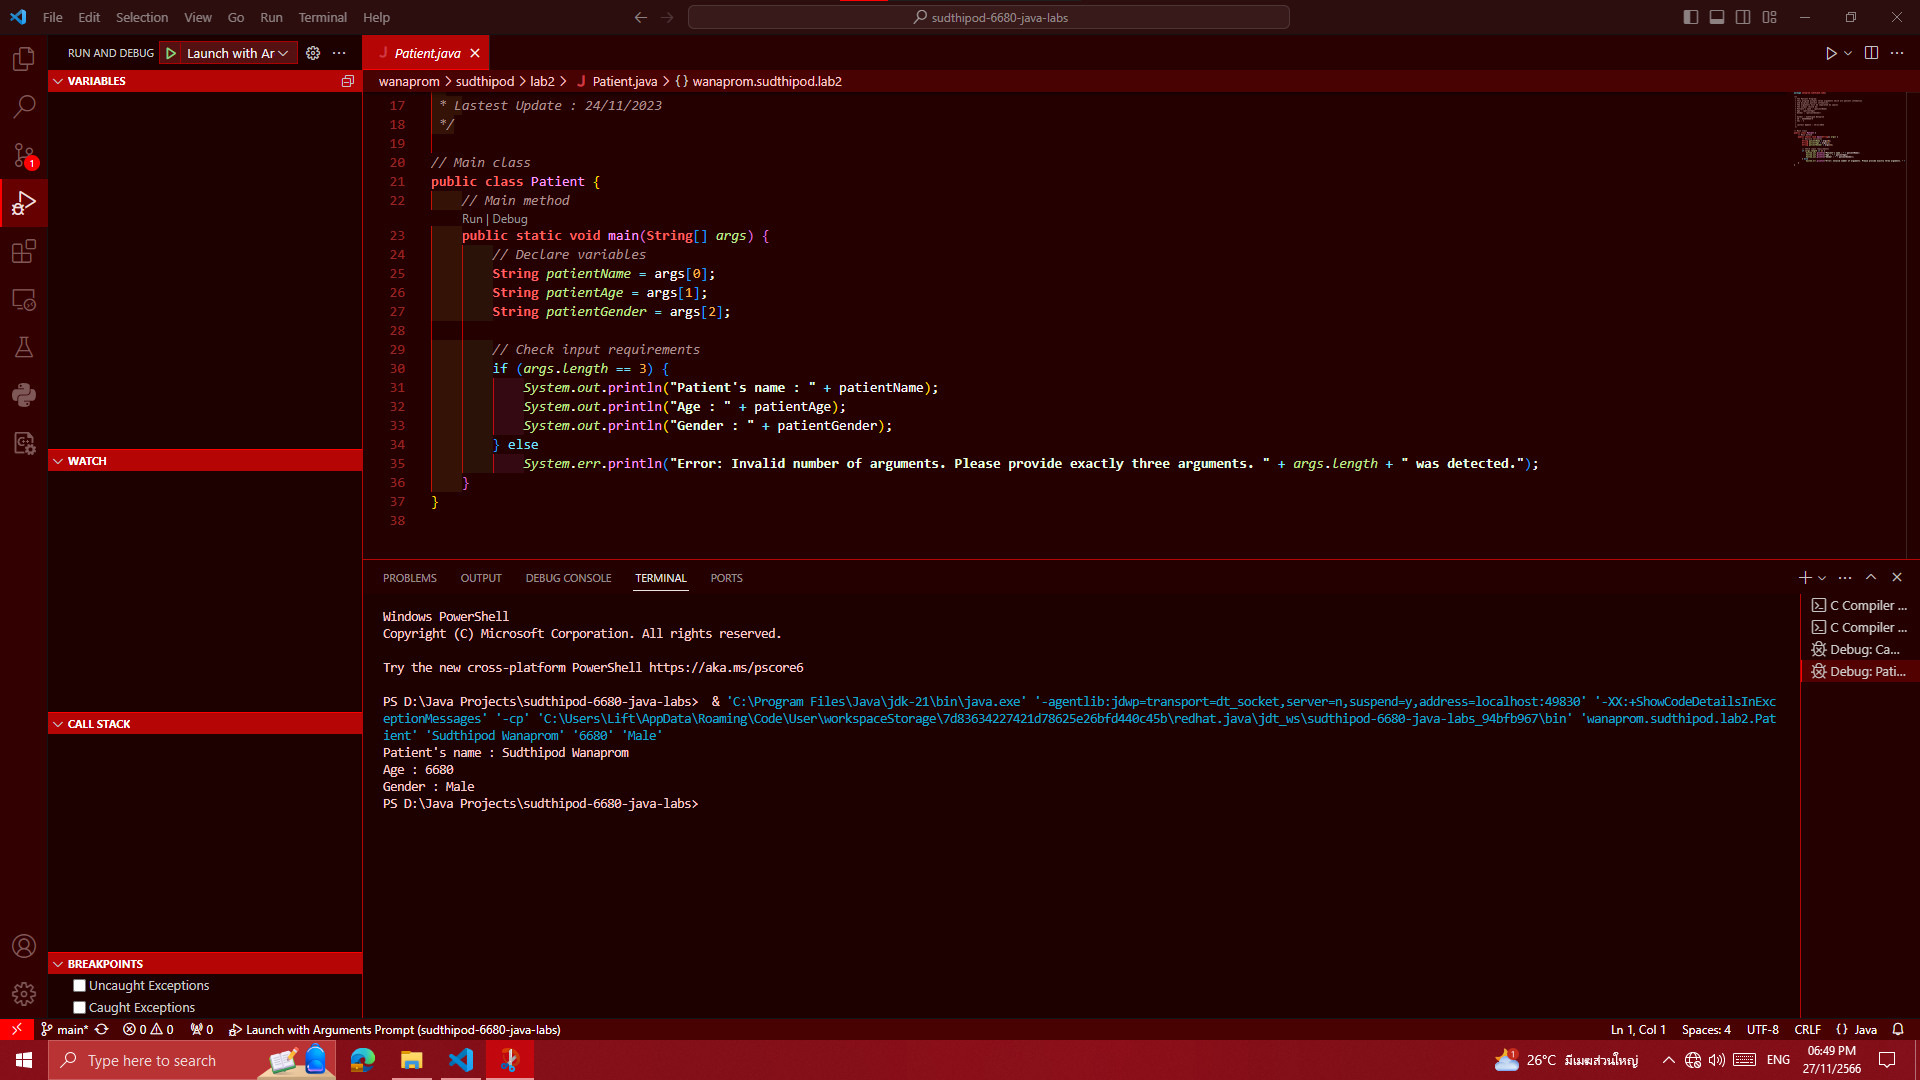 File Edit Selection View Go Run Terminal Help
sudthipod-6680-java-labs
RUN AND DEBUG
Launch with Ar
Patient.java
VARIABLES
WATCH
CALL STACK
BREAKPOINTS
Uncaught Exceptions
Caught Exceptions
1
wanaprom > sudthipod > lab2 > J Patient.java > {} wanaprom.sudthipod.lab2
17 * Lastest Update : 24/11/2023
18 */
19
20 // Main class
21 public class Patient {
22 // Main method
Run | Debug
23 public static void main(String[] args) {
24 // Declare variables
25 String patientName = args[0];
26 String patientAge = args[1];
27 String patientGender = args[2];
28
29 // Check input requirements
30 if (args.length == 3) {
31 System.out.println("Patient's name : " + patientName);
32 System.out.println("Age : " + patientAge);
33 System.out.println("Gender : " + patientGender);
34 } else
35 System.err.println("Error: Invalid number of arguments. Please provide exactly three arguments. " + args.length + " was detected.");
36 }
37 }
38
PROBLEMS OUTPUT DEBUG CONSOLE TERMINAL PORTS
Windows PowerShell
Copyright (C) Microsoft Corporation. All rights reserved.
Try the new cross-platform PowerShell https://aka.ms/pscore6
PS D:\Java Projects\sudthipod-6680-java-labs>  & 'C:\Program Files\Java\jdk-21\bin\java.exe' '-agentlib:jdwp=transport=dt_socket,server=n,suspend=y,address=localhost:49830' '-XX:+ShowCodeDetailsInExc
eptionMessages' '-cp' 'C:\Users\Lift\AppData\Roaming\Code\User\workspaceStorage\7d83634227421d78625e26bfd440c45b\redhat.java\jdt_ws\sudthipod-6680-java-labs_94bfb967\bin' 'wanaprom.sudthipod.lab2.Pat
ient' 'Sudthipod Wanaprom' '6680' 'Male'
Patient's name : Sudthipod Wanaprom
Age : 6680
Gender : Male
PS D:\Java Projects\sudthipod-6680-java-labs>
C Compiler ...
C Compiler ...
Debug: Ca...
Debug: Pati...
main* 0 0 0 Launch with Arguments Prompt (sudthipod-6680-java-labs)
Ln 1, Col 1 Spaces: 4 UTF-8 CRLF {} Java
Type here to search
1
26°C มีเมฆส่วนใหญ่
ENG
06:49 PM
27/11/2566